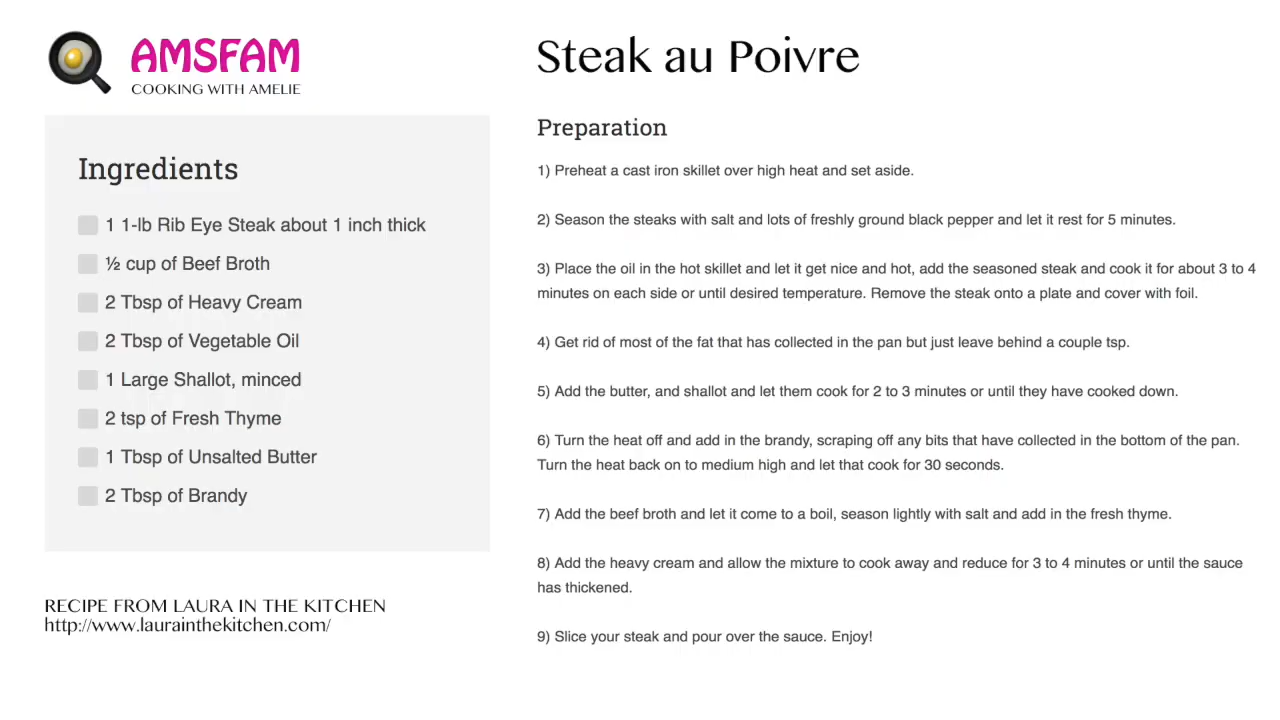 AMSFAM
COOKING WITH AMELIE
Ingredients
1 1-lb Rib Eye Steak about 1 inch thick
½ cup of Beef Broth
2 Tbsp of Heavy Cream
2 Tbsp of Vegetable Oil
1 Large Shallot, minced
2 tsp of Fresh Thyme
1 Tbsp of Unsalted Butter
2 Tbsp of Brandy
RECIPE FROM LAURA IN THE KITCHEN
http://www.laurainthekitchen.com/
Steak au Poivre
Preparation
1) Preheat a cast iron skillet over high heat and set aside.
2) Season the steaks with salt and lots of freshly ground black pepper and let it rest for 5 minutes.
3) Place the oil in the hot skillet and let it get nice and hot, add the seasoned steak and cook it for about 3 to 4
minutes on each side or until desired temperature. Remove the steak onto a plate and cover with foil.
4) Get rid of most of the fat that has collected in the pan but just leave behind a couple tsp.
5) Add the butter, and shallot and let them cook for 2 to 3 minutes or until they have cooked down.
6) Turn the heat off and add in the brandy, scraping off any bits that have collected in the bottom of the pan.
Turn the heat back on to medium high and let that cook for 30 seconds.
7) Add the beef broth and let it come to a boil, season lightly with salt and add in the fresh thyme.
8) Add the heavy cream and allow the mixture to cook away and reduce for 3 to 4 minutes or until the sauce
has thickened.
9) Slice your steak and pour over the sauce. Enjoy!